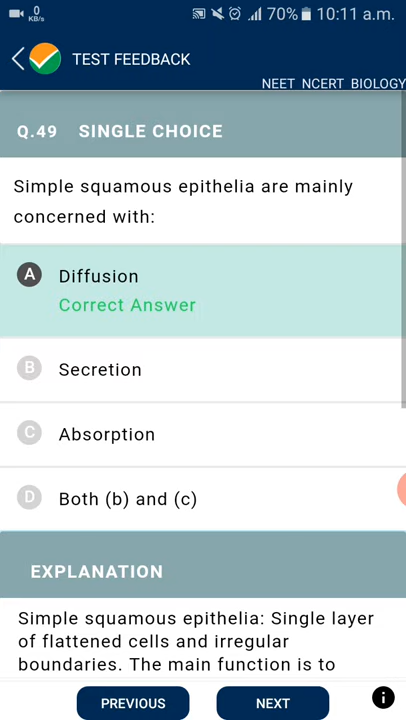 0
KB/s
70% 10:11 a.m.
TEST FEEDBACK
NEET NCERT BIOLOGY
Q.49 SINGLE CHOICE
Simple squamous epithelia are mainly
concerned with:
A Diffusion
Correct Answer
B Secretion
C Absorption
D Both (b) and (c)
EXPLANATION
Simple squamous epithelia: Single layer
of flattened cells and irregular
boundaries. The main function is to
PREVIOUS NEXT i